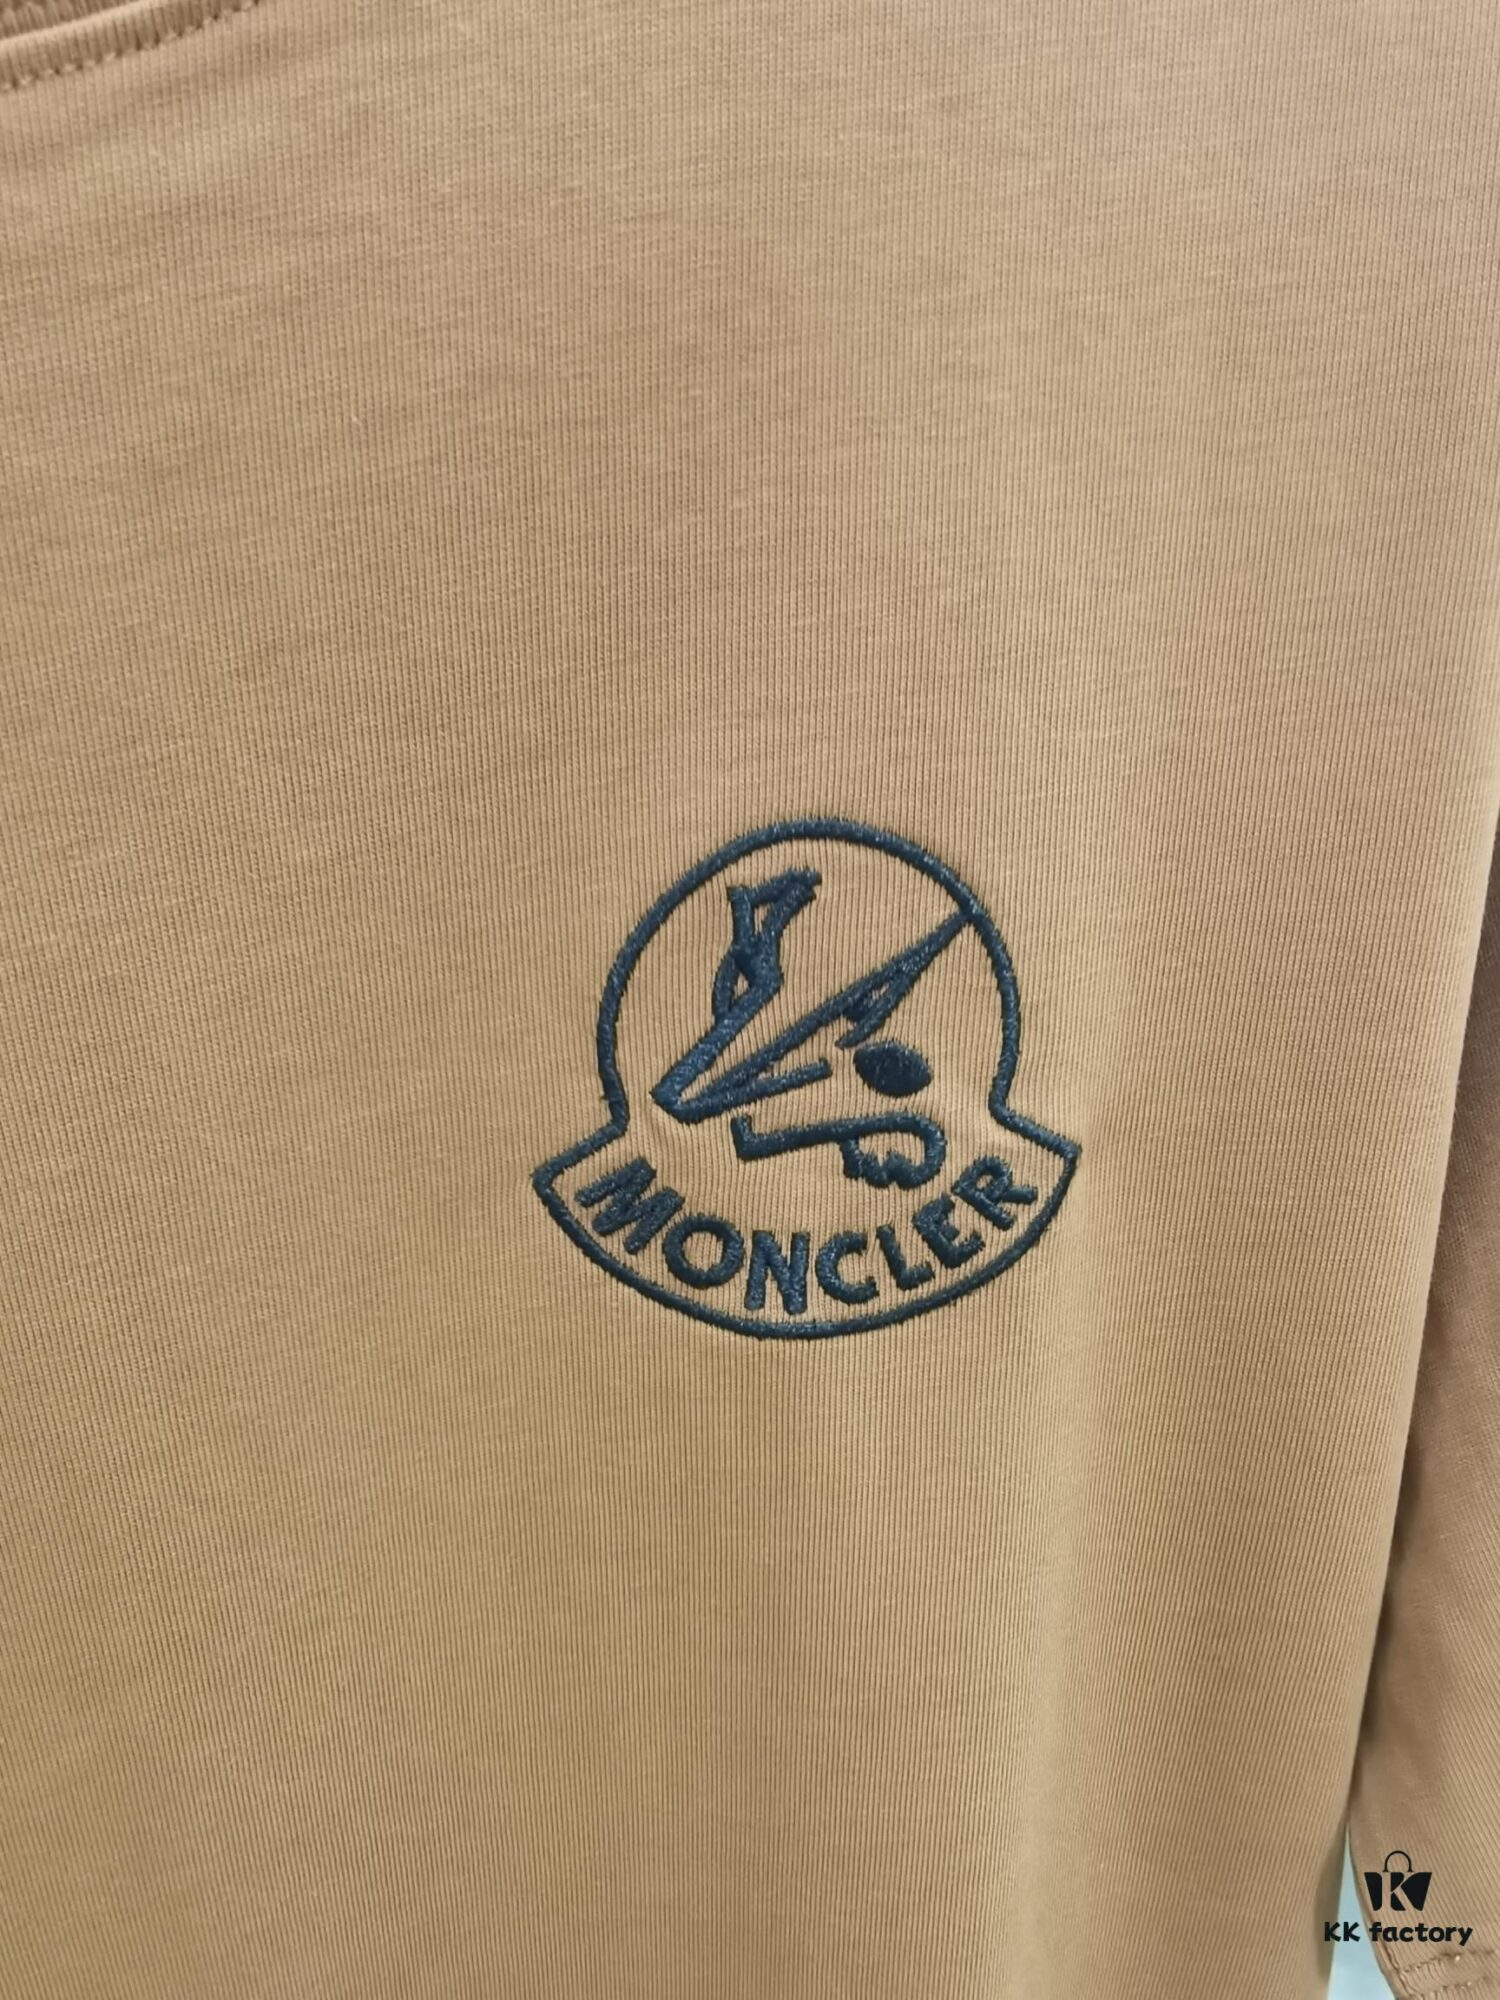 MONCLER
K
KK factory